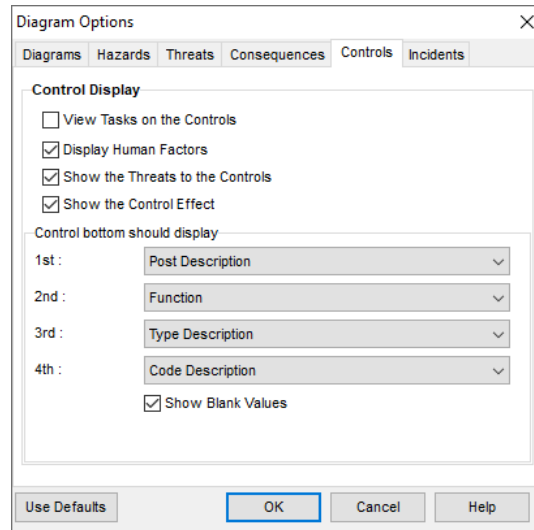 Diagram Options
Diagrams Hazards Threats Consequences Controls Incidents
Control Display
View Tasks on the Controls
Display Human Factors
Show the Threats to the Controls
Show the Control Effect
Control bottom should display
1st : Post Description
2nd : Function
3rd : Type Description
4th : Code Description
Show Blank Values
Use Defaults OK Cancel Help